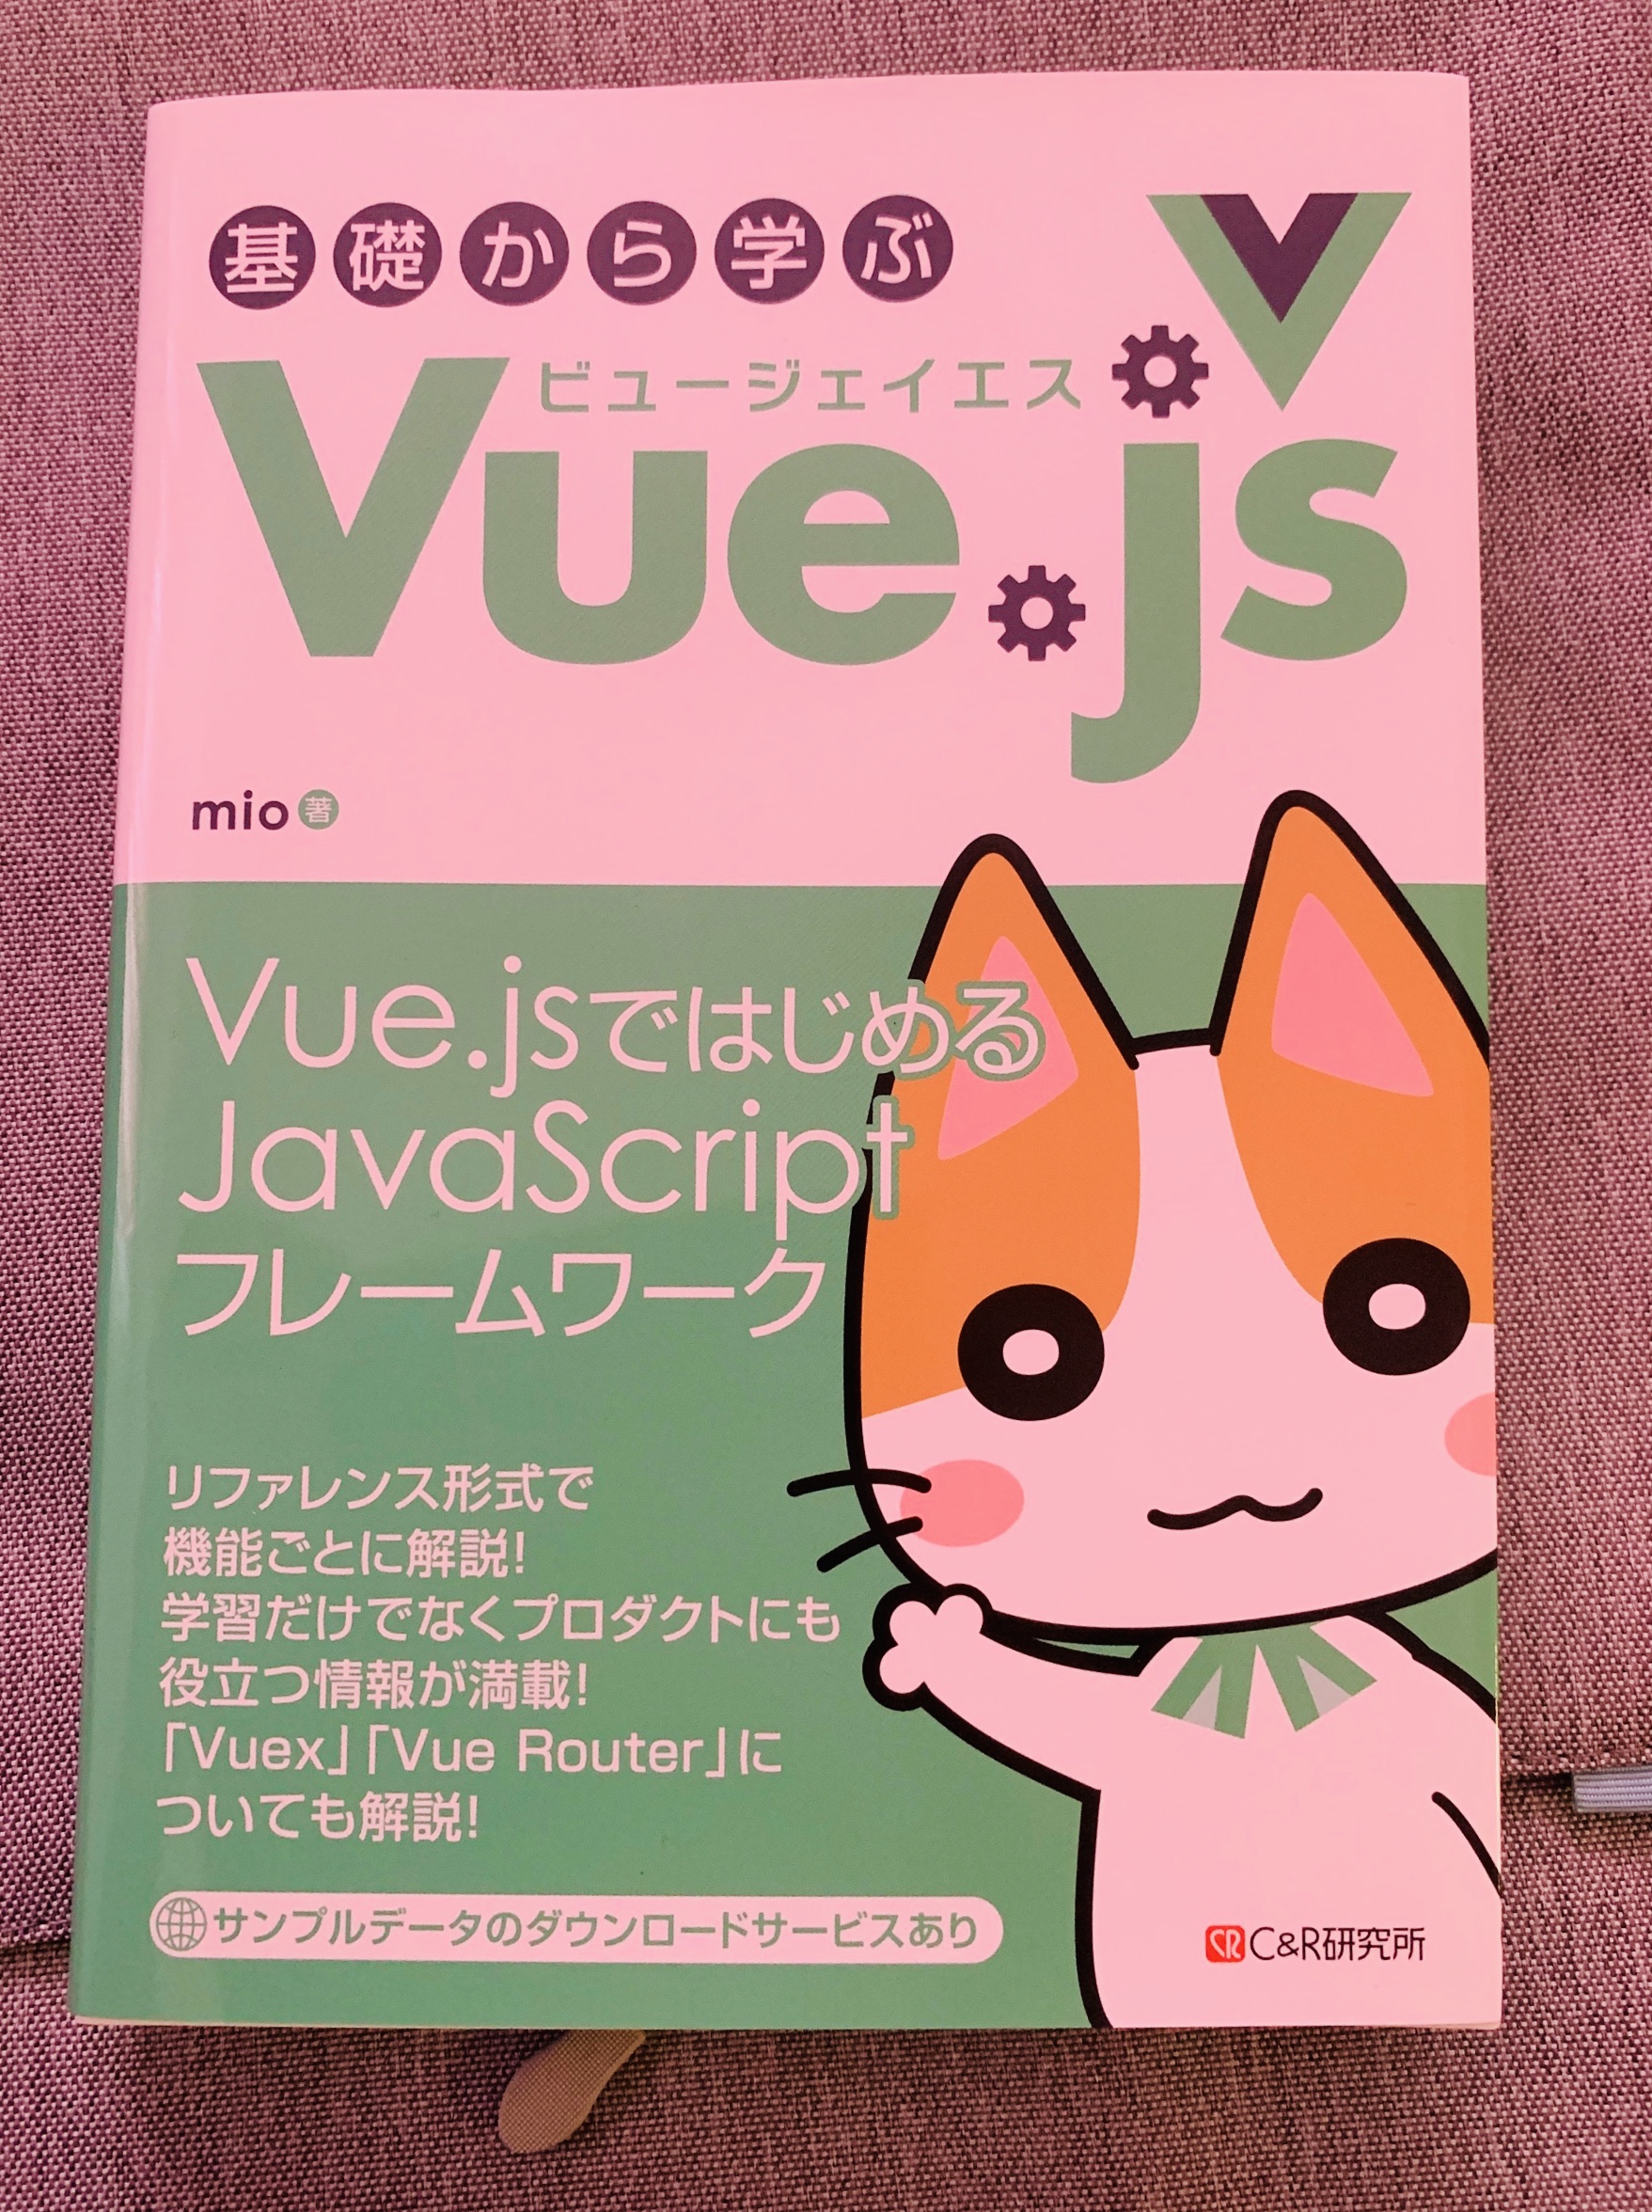 基礎から学ぶ
ビュージェイエス
Vue.js
mio 著
Vue.jsではじめる
JavaScript
フレームワーク
リファレンス形式で
機能ごとに解説!
学習だけでなくプロダクトにも
役立つ情報が満載!
「Vuex」「Vue Router」に
ついても解説!
サンプルデータのダウンロードサービスあり
CR C&R研究所